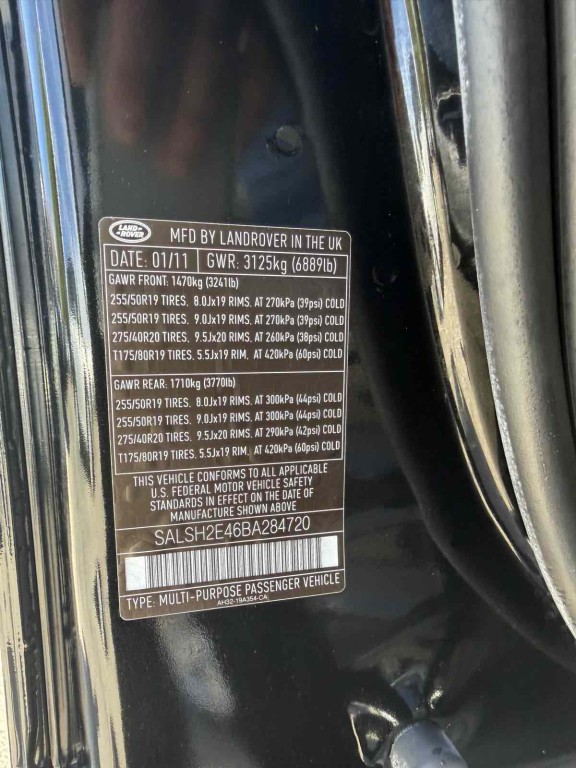 LAND-
ROVER
MFD BY LANDROVER IN THE UK
DATE: 01/11 GWR: 3125kg (6889lb)
GAWR FRONT: 1470kg (3241lb)
255/50R19 TIRES. 8.0Jx19 RIMS. AT 270kPa (39psi) COLD
255/50R19 TIRES. 9.0Jx19 RIMS. AT 270kPa (39psi) COLD
275/40R20 TIRES. 9.5Jx20 RIMS. AT 260kPa (38psi) COLD
T175/80R19 TIRES. 5.5Jx19 RIM. AT 420kPa (60psi) COLD
GAWR REAR: 1710kg (3770lb)
255/50R19 TIRES. 8.0Jx19 RIMS. AT 300kPa (44psi) COLD
255/50R19 TIRES. 9.0Jx19 RIMS. AT 300kPa (44psi) COLD
275/40R20 TIRES. 9.5Jx20 RIMS. AT 290kPa (42psi) COLD
T175/80R19 TIRES. 5.5Jx19 RIM. AT 420kPa (60psi) COLD
THIS VEHICLE CONFORMS TO ALL APPLICABLE
U.S. FEDERAL MOTOR VEHICLE SAFETY
STANDARDS IN EFFECT ON THE DATE OF
MANUFACTURE SHOWN ABOVE
SALSH2E46BA284720
TYPE: MULTI-PURPOSE PASSENGER VEHICLE
AH32-19A354-CA